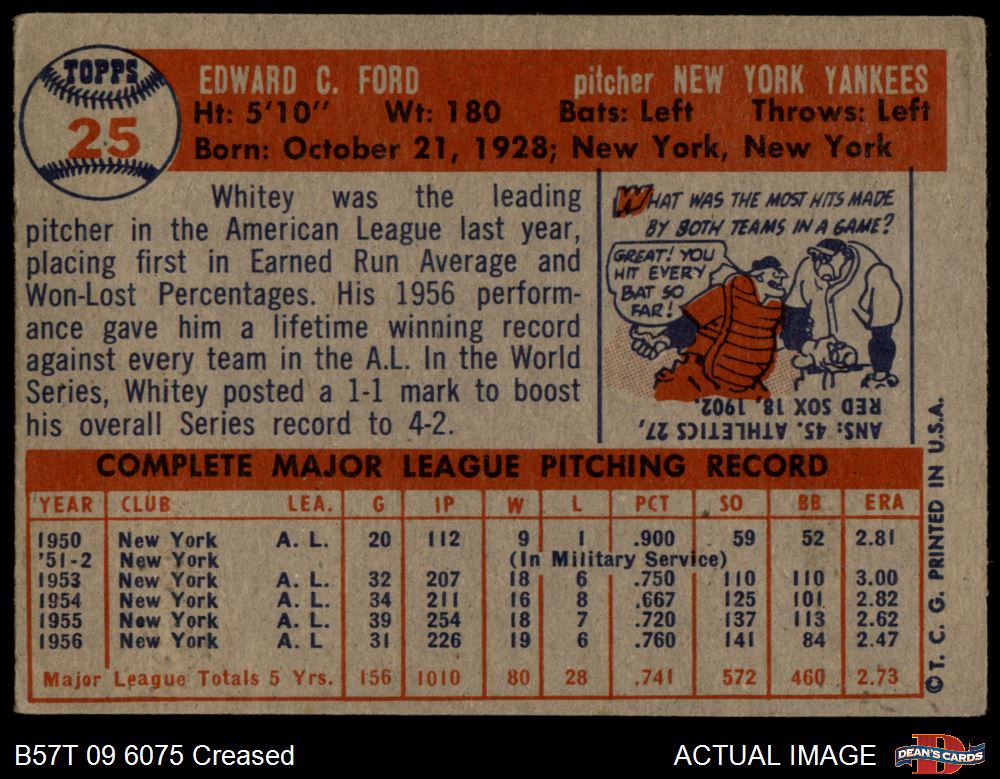 TOPPS
25
EDWARD C. FORD pitcher NEW YORK YANKEES
Ht: 5'10" Wt: 180 Bats: Left Throws: Left
Born: October 21, 1928; New York, New York
Whitey was the leading
pitcher in the American League last year,
placing first in Earned Run Average and
Won-Lost Percentages. His 1956 perform-
ance gave him a lifetime winning record
against every team in the A.L. In the World
Series, Whitey posted a 1-1 mark to boost
his overall Series record to 4-2.
WHAT WAS THE MOST HITS MADE
BY BOTH TEAMS IN A GAME?
GREAT! YOU
HIT EVERY
BAT SO
FAR!
ANS: 45. ATHLETICS 27,
RED SOX 18, 1902.
COMPLETE MAJOR LEAGUE PITCHING RECORD
YEAR CLUB LEA. G IP W L PCT SO BB ERA
1950 New York A. L. 20 112 9 1 .900 59 52 2.81
'51-2 New York (In Military Service)
1953 New York A. L. 32 207 18 6 .750 110 110 3.00
1954 New York A. L. 34 211 16 8 .667 125 101 2.82
1955 New York A. L. 39 254 18 7 .720 137 113 2.62
1956 New York A. L 31 226 19 6 .760 141 84 2.47
Major League Totals 5 Yrs. 156 1010 80 28 .741 572 460 2.73
© T. C. G. PRINTED IN U.S.A.
B57T 09 6075 Creased
ACTUAL IMAGE
DEAN'S CARDS